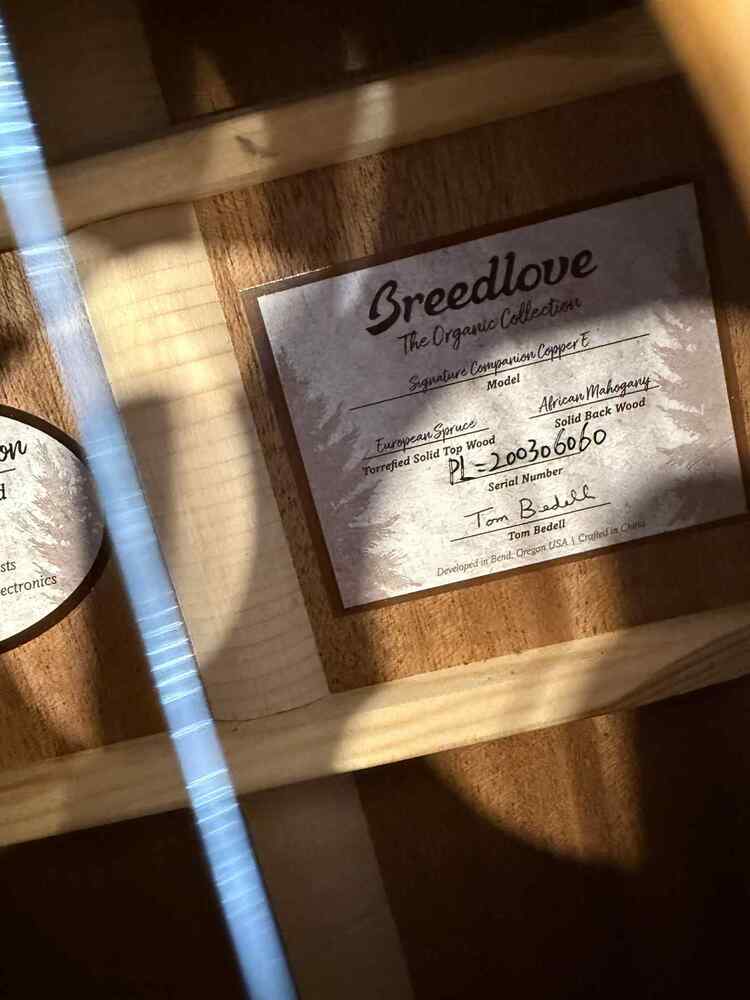 Breedlove
The Organic Collection
Signature Companion Copper E
Model
European Spruce
Torrefied Solid Top Wood
African Mahogany
Solid Back Wood
PL=200306060
Serial Number
Tom Bedell
Tom Bedell
Developed in Bend, Oregon USA | Crafted in China
on
d
sts
ectronics